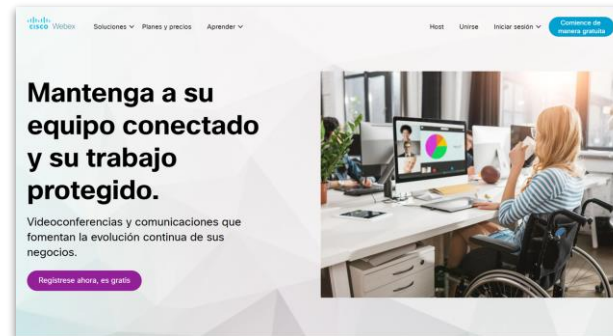 CISCO Webex
Soluciones
Planes y precios
Aprender
Host
Unirse
Iniciar sesión
Comience de
manera gratuita
Mantenga a su
equipo conectado
y su trabajo
protegido.
Videoconferencias y comunicaciones que
fomentan la evolución continua de sus
negocios.
Regístrese ahora, es gratis